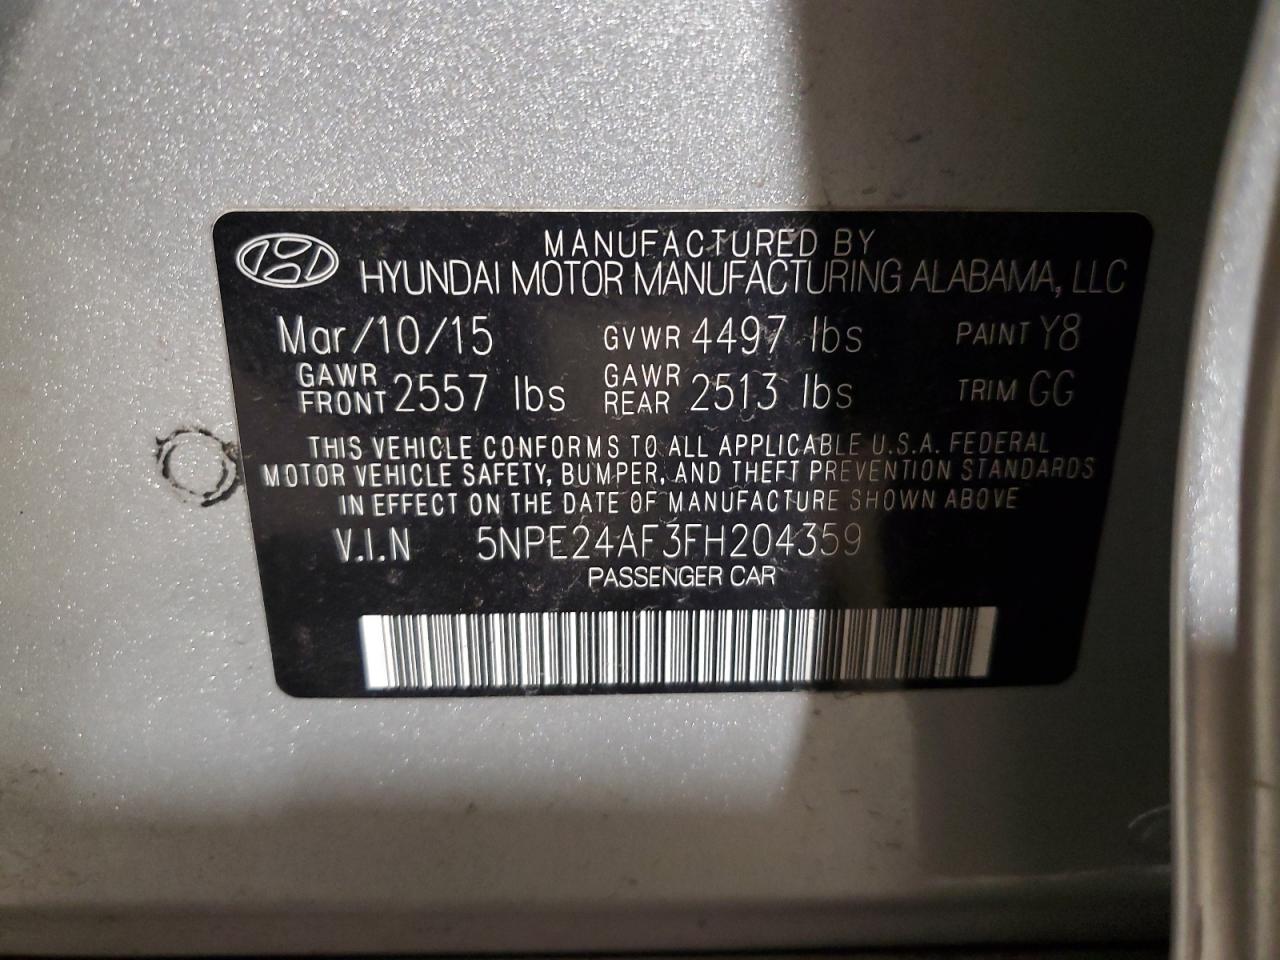 MANUFACTURED BY
HYUNDAI MOTOR MANUFACTURING ALABAMA, LLC
Mar/10/15 GVWR 4497 lbs PAINT Y8
GAWR FRONT 2557 lbs GAWR REAR 2513 lbs TRIM GG
THIS VEHICLE CONFORMS TO ALL APPLICABLE U.S.A. FEDERAL
MOTOR VEHICLE SAFETY, BUMPER, AND THEFT PREVENTION STANDARDS
IN EFFECT ON THE DATE OF MANUFACTURE SHOWN ABOVE
V.I.N 5NPE24AF3FH204359
PASSENGER CAR